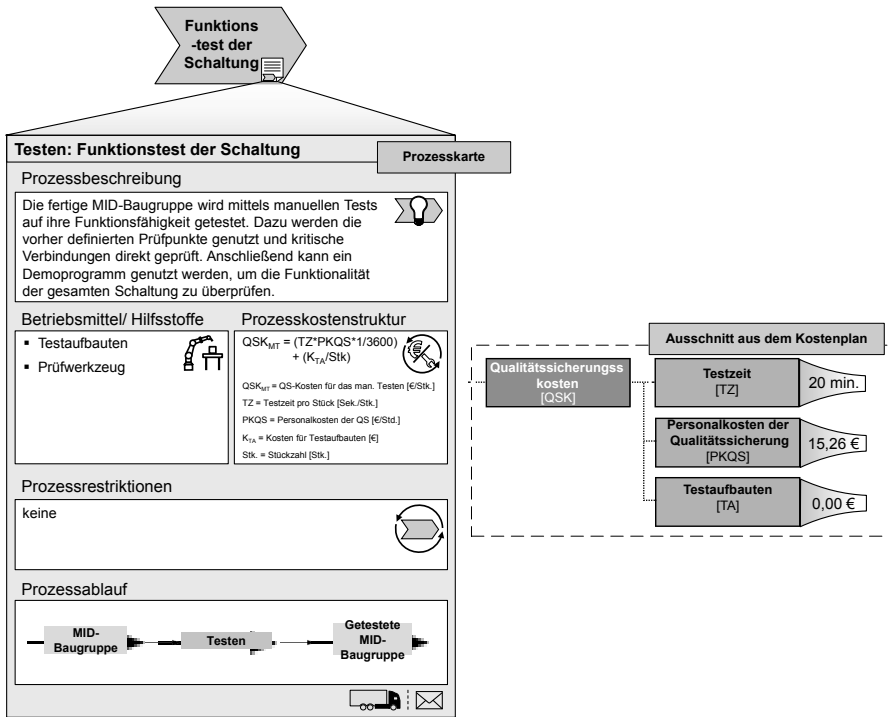 Funktions
-test der
Schaltung
Testen: Funktionstest der Schaltung
Prozesskarte
Prozessbeschreibung
Die fertige MID-Baugruppe wird mittels manuellen Tests
auf ihre Funktionsfähigkeit getestet. Dazu werden die
vorher definierten Prüfpunkte genutzt und kritische
Verbindungen direkt geprüft. Anschließend kann ein
Demoprogramm genutzt werden, um die Funktionalität
der gesamten Schaltung zu überprüfen.
Betriebsmittel/ Hilfsstoffe
▪ Testaufbauten
▪ Prüfwerkzeug
Prozesskostenstruktur
QSK_MT = (TZ*PKQS*1/3600)
+ (K_TA/Stk)
QSK_MT = QS-Kosten für das man. Testen [€/Stk.]
TZ = Testzeit pro Stück [Sek./Stk.]
PKQS = Personalkosten der QS [€/Std.]
K_TA = Kosten für Testaufbauten [€]
Stk. = Stückzahl [Stk.]
Prozessrestriktionen
keine
Prozessablauf
MID-
Baugruppe
Testen
Getestete
MID-
Baugruppe
Ausschnitt aus dem Kostenplan
Qualitätssicherungss
kosten
[QSK]
Testzeit
[TZ]
20 min.
Personalkosten der
Qualitätssicherung
[PKQS]
15,26 €
Testaufbauten
[TA]
0,00 €